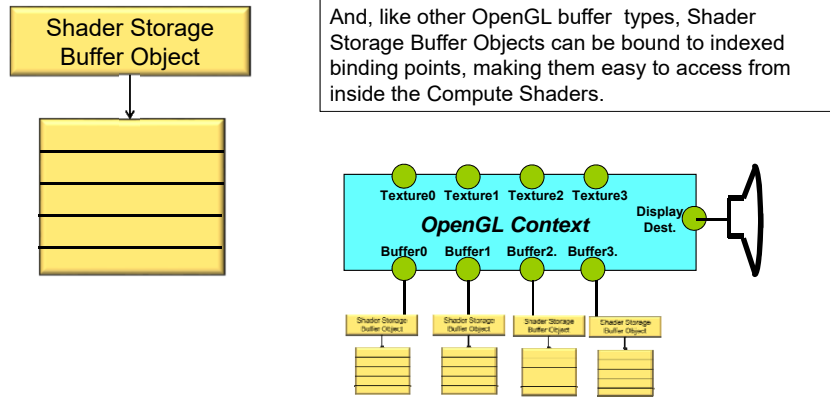 Shader Storage
Buffer Object
And, like other OpenGL buffer types, Shader
Storage Buffer Objects can be bound to indexed
binding points, making them easy to access from
inside the Compute Shaders.
Texture0 Texture1 Texture2 Texture3
OpenGL Context
Display
Dest.
Buffer0 Buffer1 Buffer2. Buffer3.
Shader Storage
Buffer Object
Shader Storage
Buffer Object
Shader Storage
Buffer Object
Shader Storage
Buffer Object